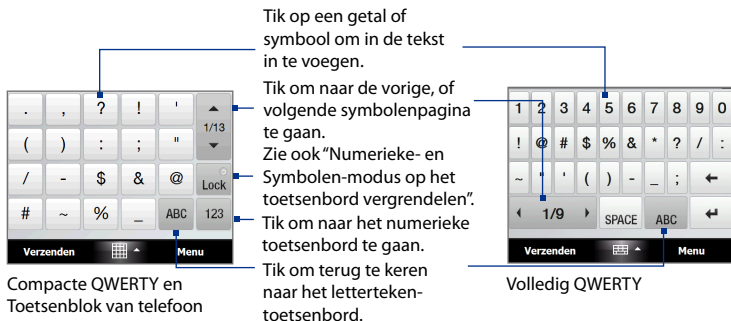 Tik op een getal of
symbool om in de tekst
in te voegen.
Tik om naar de vorige, of
volgende symbolenpagina
te gaan.
Zie ook “Numerieke- en
Symbolen-modus op het
toetsenbord vergrendelen”.
Tik om naar het numerieke
toetsenbord te gaan.
Tik om terug te keren
naar het letterteken-
toetsenbord.
. , ? ! '
1/13
( ) : ; "
/ - $ & @ Lock
# ~ % _ ABC 123
Verzenden Menu
Compacte QWERTY en
Toetsenblok van telefoon
1 2 3 4 5 6 7 8 9 0
! @ # $ % & * ? / :
~ " ' ( ) - _ ; ←
1/9 SPACE ABC ↵
Verzenden Menu
Volledig QWERTY